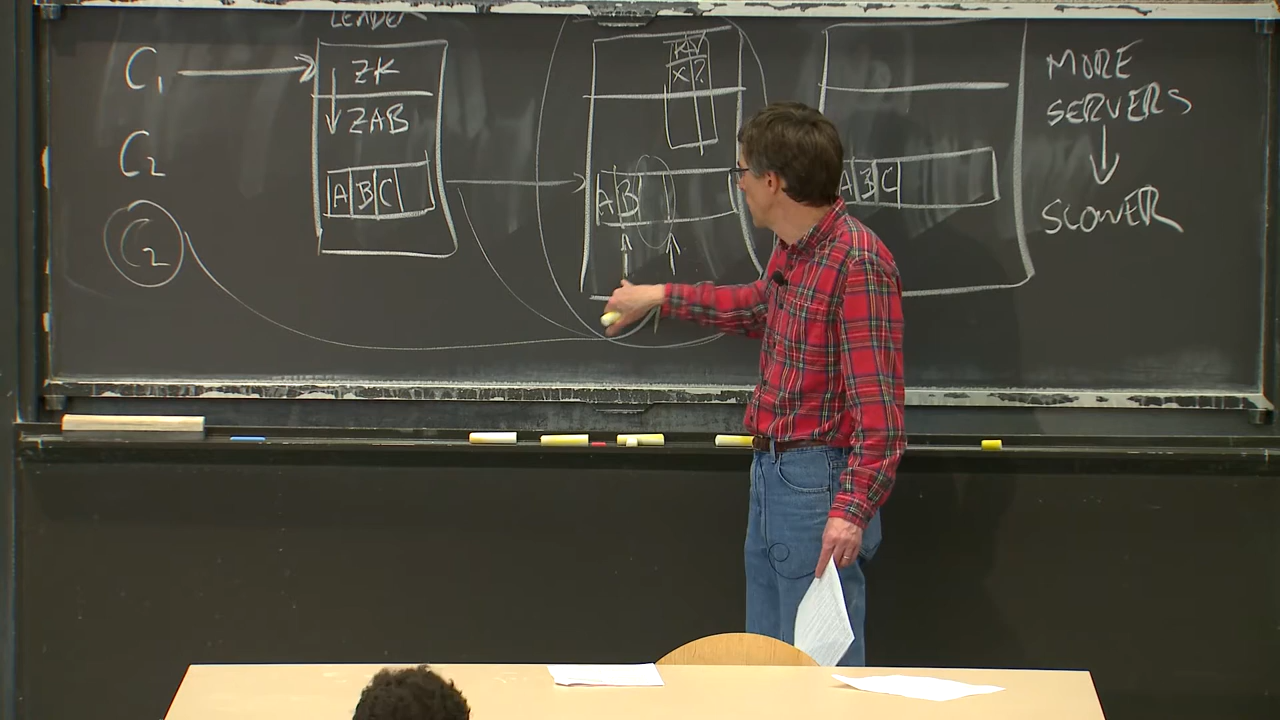 LEADER
C1
ZK
ZAB
C2
A B C
C2
K V
X ?
A B
A B C
MORE
SERVERS
↓
SLOWER